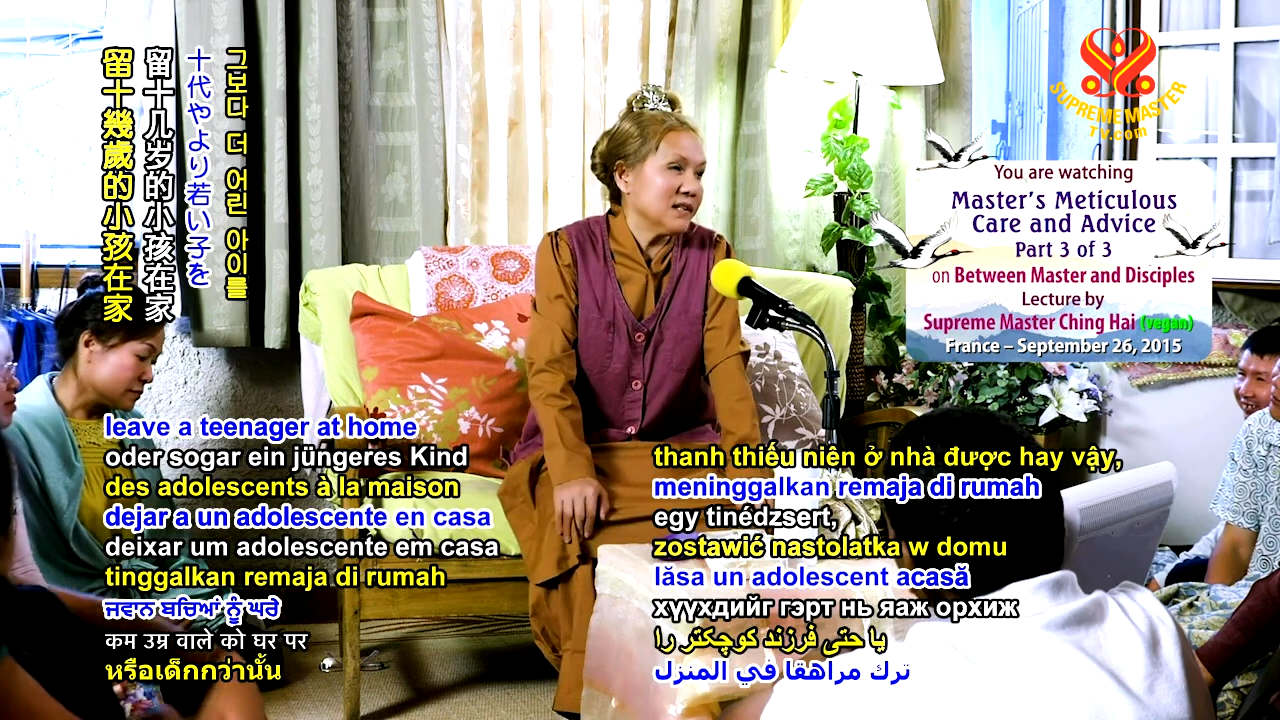 留十幾歲的小孩在家
留十几岁的小孩在家
十代やより若い子を
그보다 더 어린 아이를
SUPREME MASTER
TV.com
You are watching
Master's Meticulous
Care and Advice
Part 3 of 3
on Between Master and Disciples
Lecture by
Supreme Master Ching Hai (vegan)
France – September 26, 2015
leave a teenager at home
oder sogar ein jüngeres Kind
des adolescents à la maison
dejar a un adolescente en casa
deixar um adolescente em casa
tinggalkan remaja di rumah
ਜਵਾਨ ਬਚਿਆਂ ਨੂੰ ਘਰੇ
कम उम्र वाले को घर पर
หรือเด็กกว่านั้น
thanh thiếu niên ở nhà được hay vậy,
meninggalkan remaja di rumah
egy tinédzsert,
zostawić nastolatka w domu
lăsa un adolescent acasă
хүүхдийг гэрт нь яаж орхиж
یا حتی فرزند کوچکتر را
ترك مراهقا في المنزل